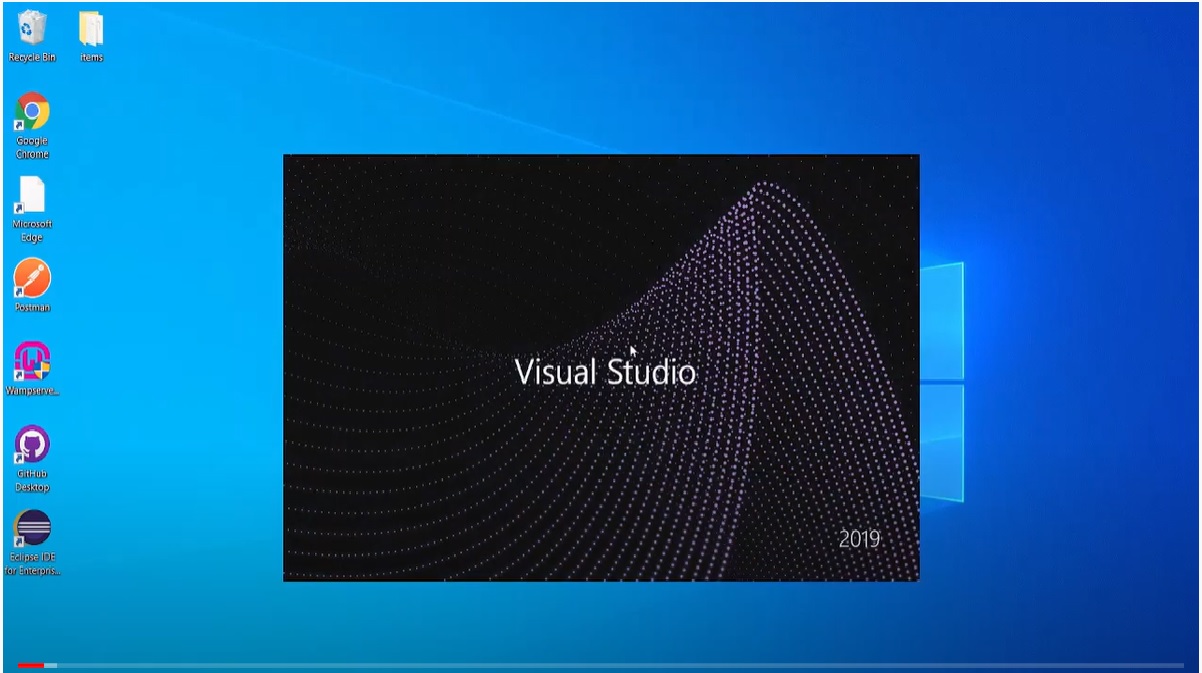 Recycle Bin
items
Google
Chrome
Microsoft
Edge
Postman
Wampserve...
GitHub
Desktop
Eclipse IDE
for Enterpris...
Visual Studio
2019